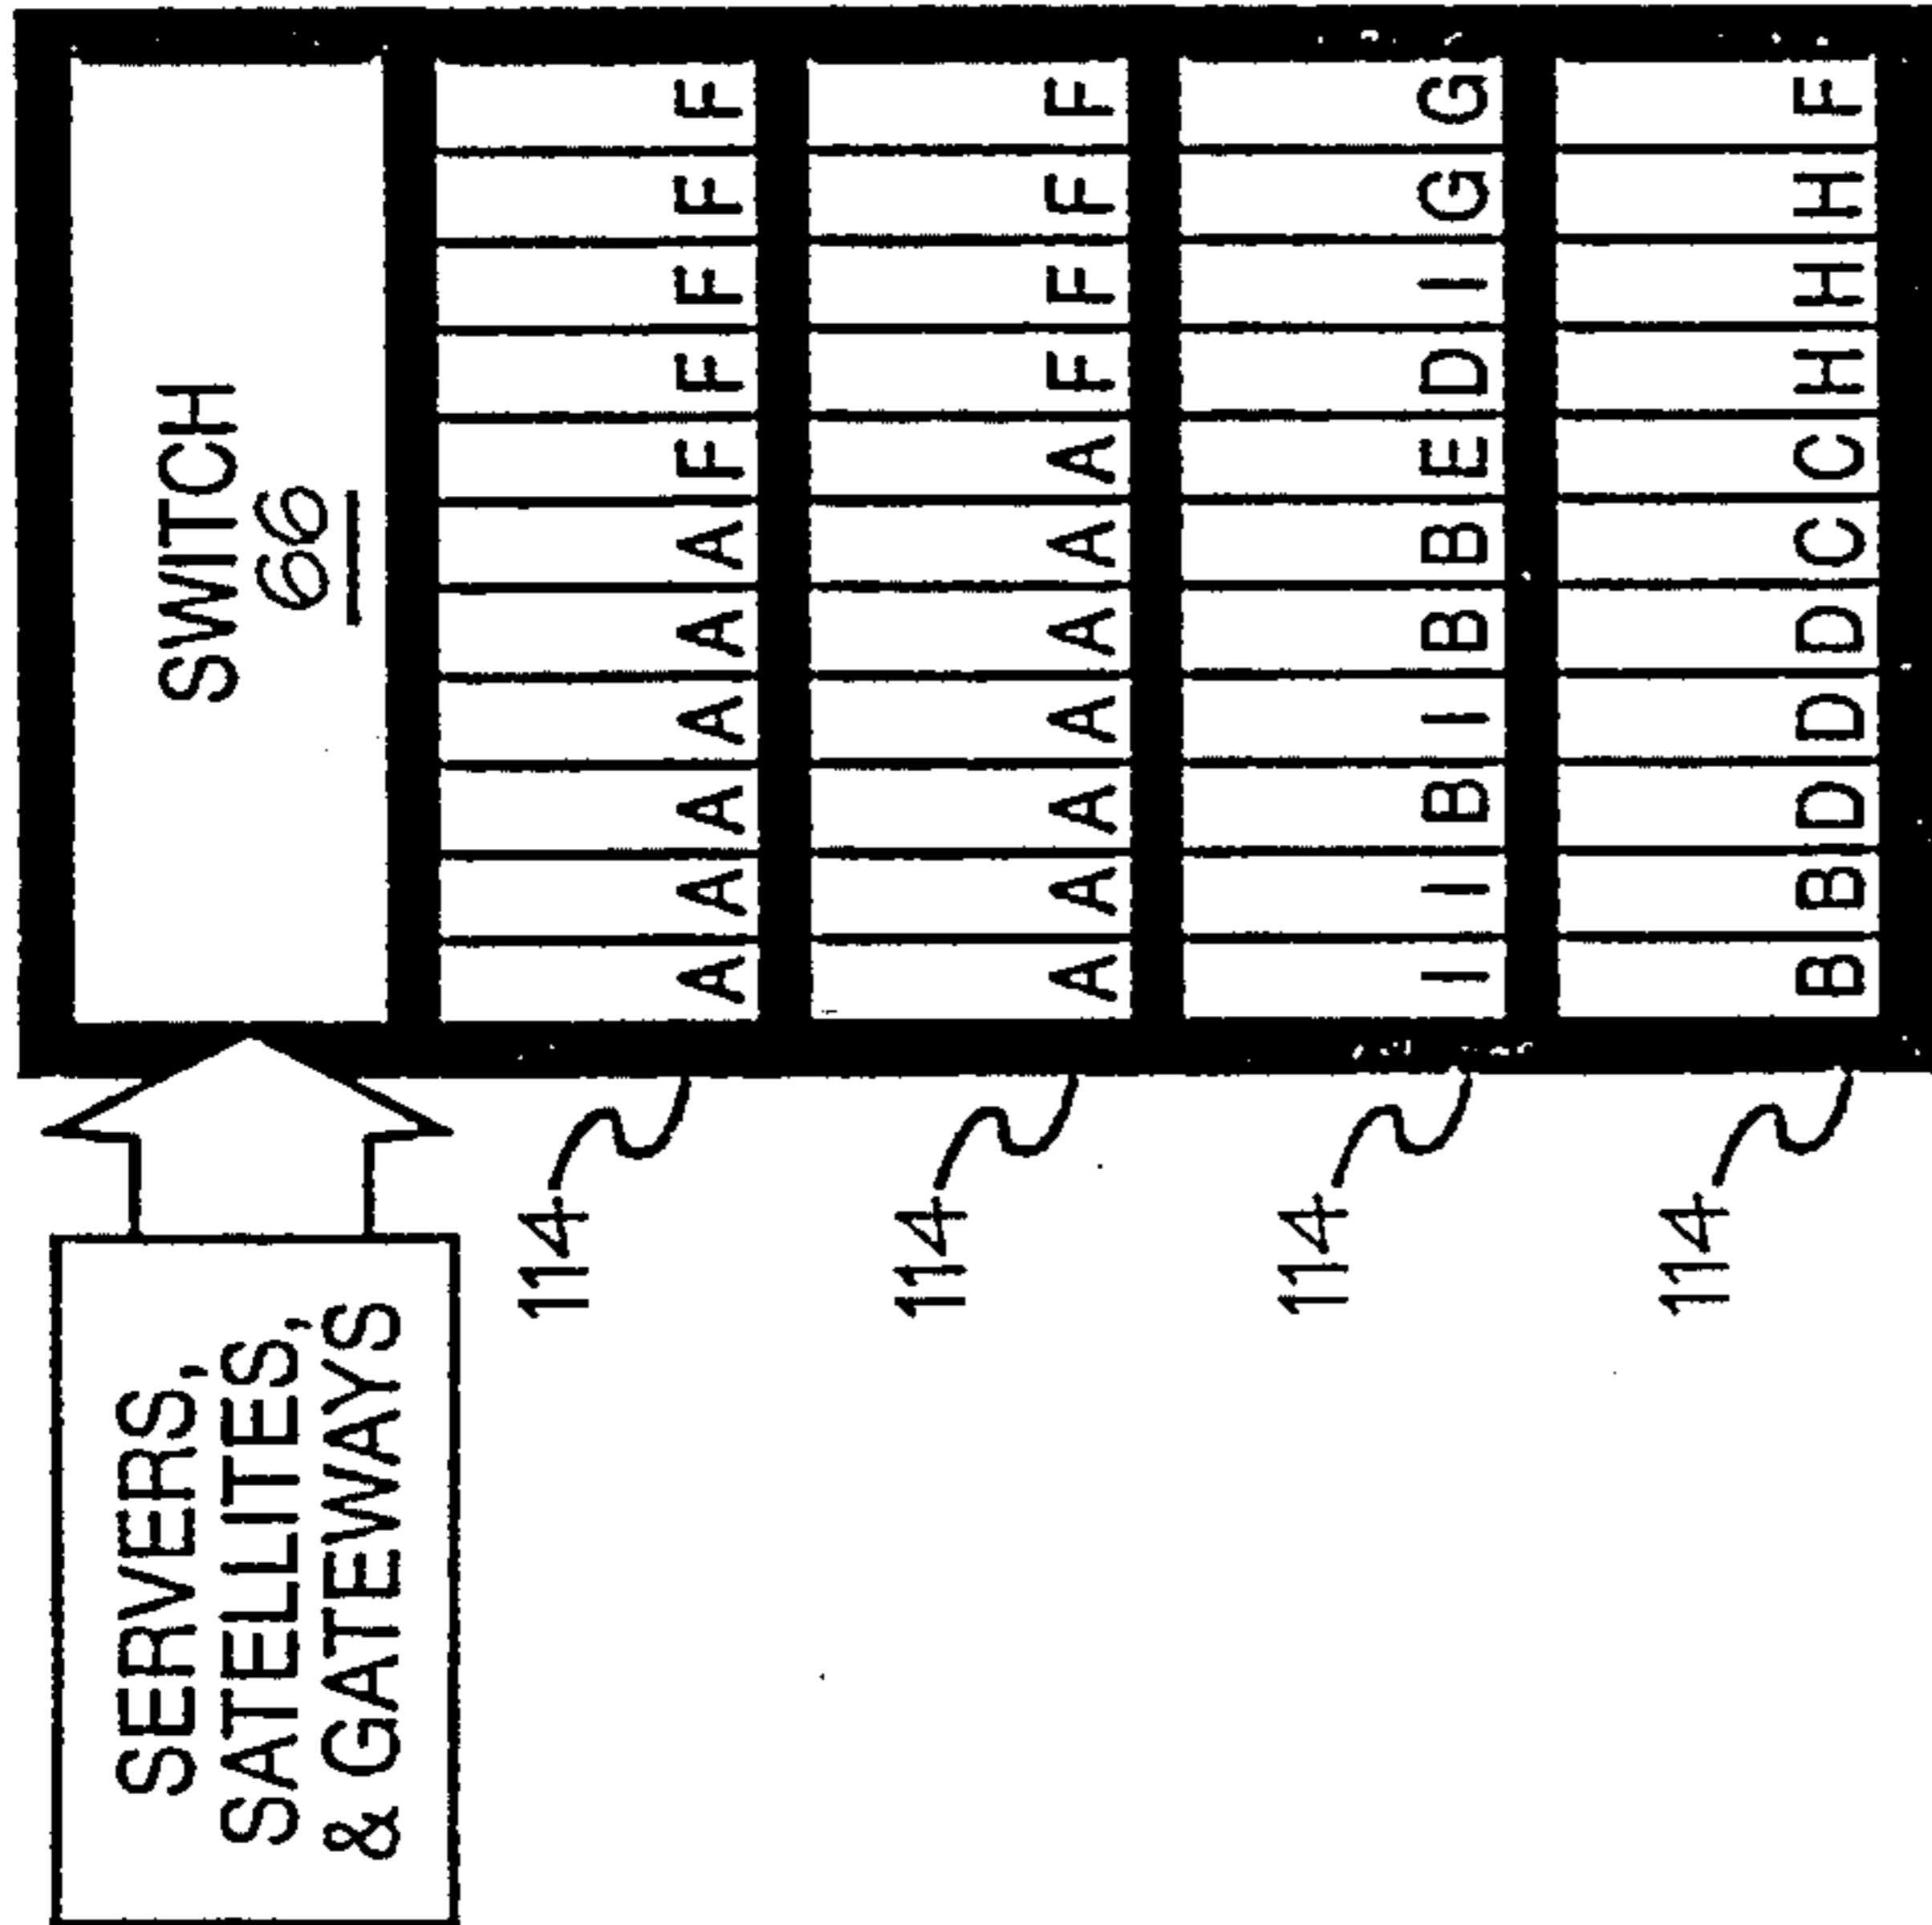 SERVERS,
SATELLITES,
& GATEWAYS
SWITCH
66
114 A A A A A A F F F F F
114 A A A A A A A F F F F
114 I I B I B B E D I G G
114 B B D D D C C H H H F